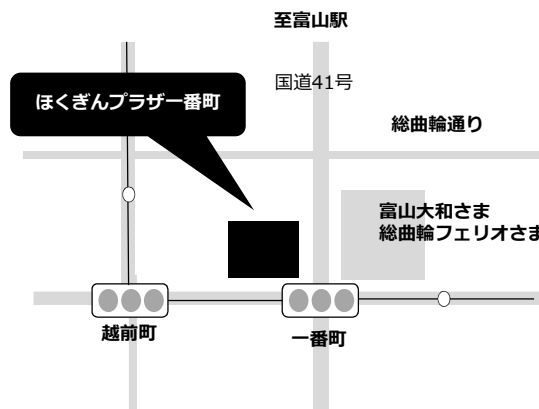 至富山駅
国道41号
ほくぎんプラザ一番町
総曲輪通り
富山大和さま
総曲輪フェリオさま
越前町
一番町